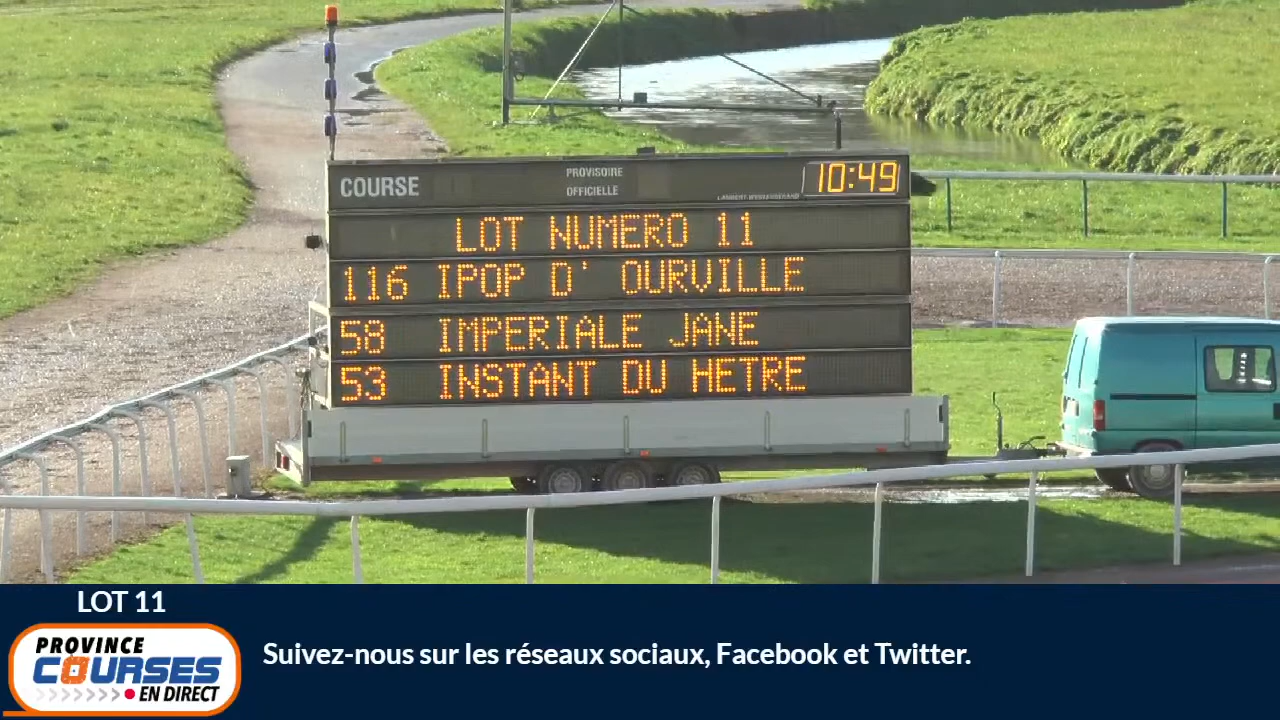 COURSE
PROVISOIRE
OFFICIELLE
10:49
LOT NUMERO 11
116 IPOP D' OURVILLE
58 IMPERIALE JANE
53 INSTANT DU HETRE
LOT 11
PROVINCE
COURSES
EN DIRECT
Suivez-nous sur les réseaux sociaux, Facebook et Twitter.